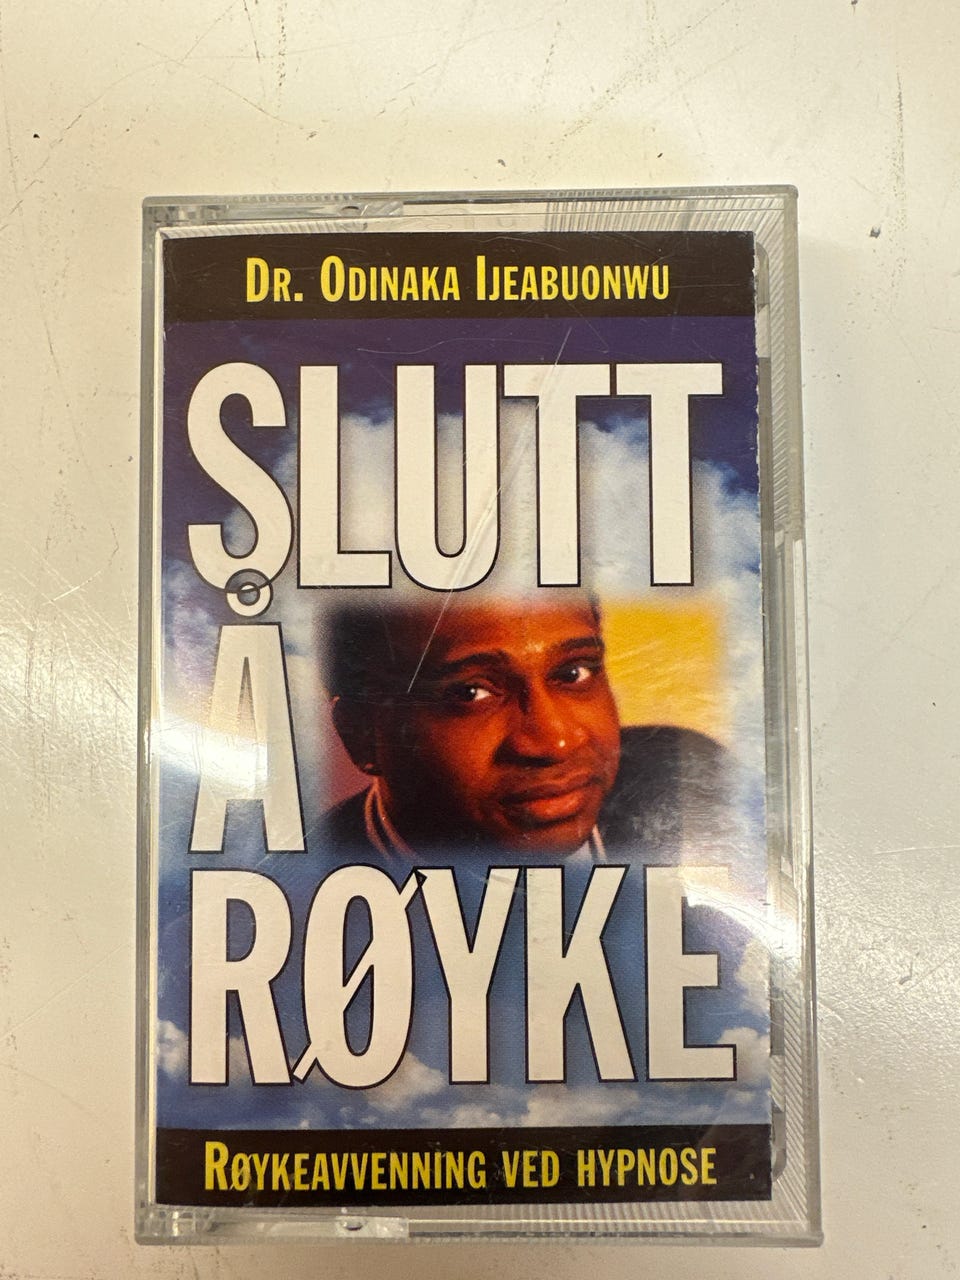 DR. ODINAKA IJEABUONWU
SLUTT
Å
RØYKE
RØYKEAVVENNING VED HYPNOSE